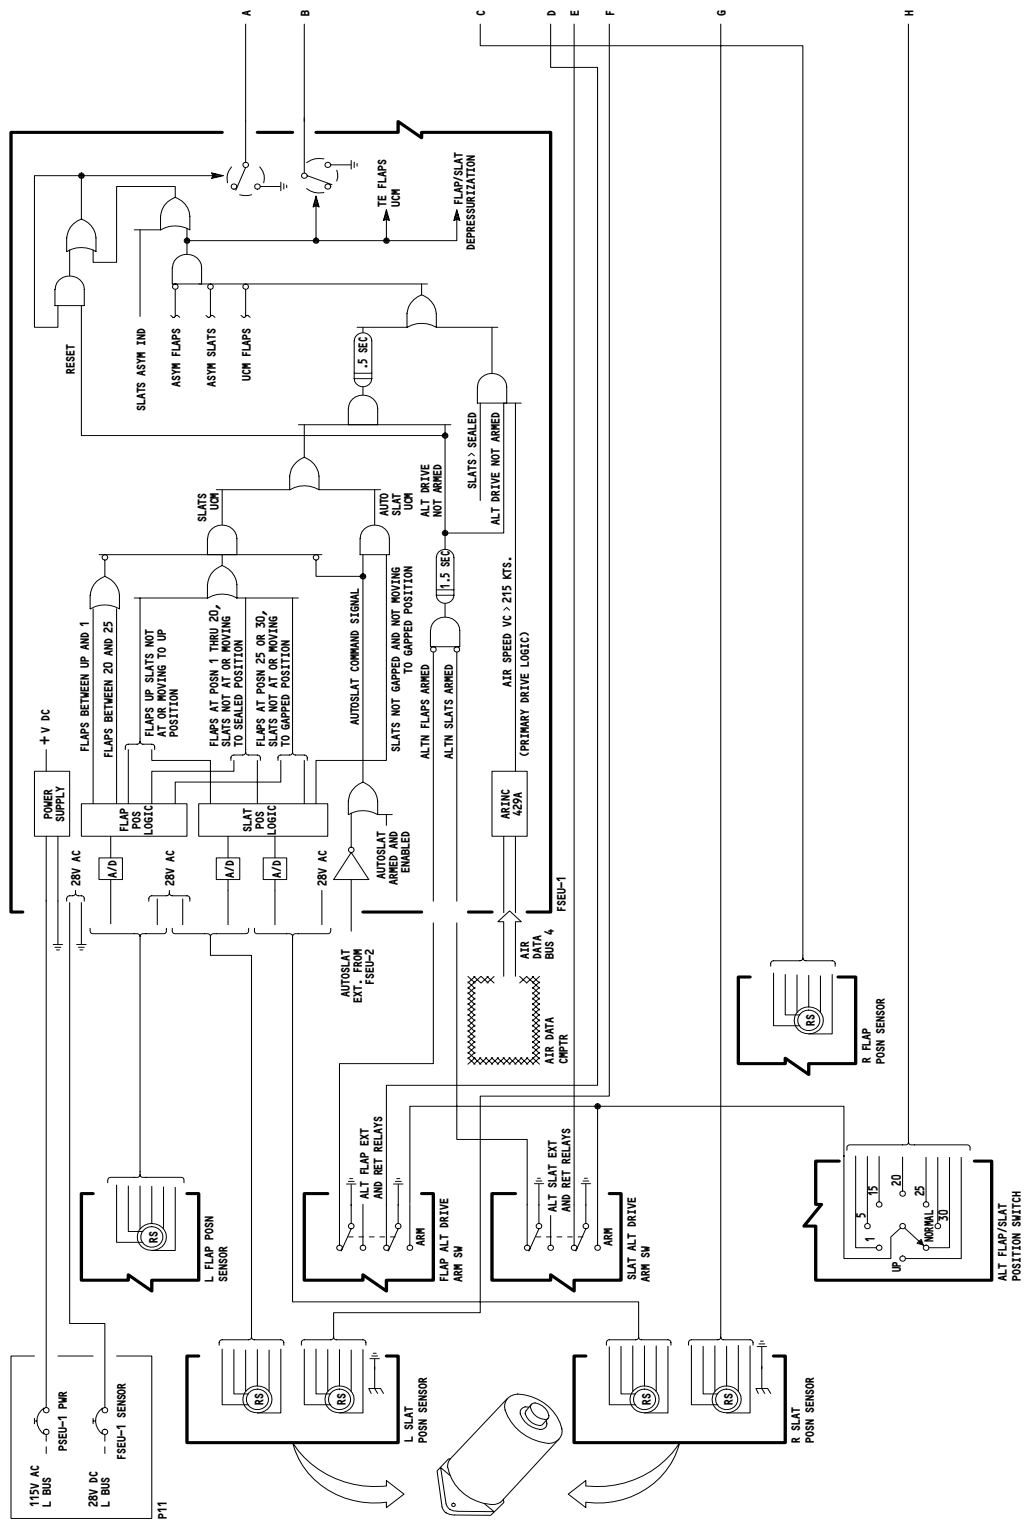 A
B
C
D
E
F
G
H
RESET
SLATS ASYM IND
ASYM FLAPS
ASYM SLATS
UCM FLAPS
TE FLAPS
UCM
FLAP/SLAT
DEPRESSURIZATION
.5 SEC
SLATS > SEALED
ALT DRIVE NOT ARMED
SLATS
UCM
AUTO
SLAT
UCM
ALT DRIVE
NOT ARMED
1.5 SEC
+ V DC
POWER
SUPPLY
28V AC
FLAPS BETWEEN UP AND 1
FLAPS BETWEEN 20 AND 25
FLAPS UP SLATS NOT
AT OR MOVING TO UP
POSITION
FLAPS AT POSN 1 THRU 20,
SLATS NOT AT OR MOVING
TO SEALED POSITION
FLAPS AT POSN 25 OR 30,
SLATS NOT AT OR MOVING
TO GAPPED POSITION
AUTOSLAT COMMAND SIGNAL
SLATS NOT GAPPED AND NOT MOVING
TO GAPPED POSITION
ALTN FLAPS ARMED
ALTN SLATS ARMED
AIR SPEED VC > 215 KTS.
(PRIMARY DRIVE LOGIC)
FLAP
POS
LOGIC
SLAT
POS
LOGIC
A/D
28V AC
A/D
A/D
28V AC
AUTOSLAT
ARMED AND
ENABLED
ARINC
429A
FSEU-1
AUTOSLAT
EXT. FROM
FSEU-2
AIR
DATA
BUS 4
AIR DATA
CMPTR
RS
R FLAP
POSN SENSOR
RS
L FLAP POSN
SENSOR
ALT FLAP EXT
AND RET RELAYS
ARM
FLAP ALT DRIVE
ARM SW
ALT SLAT EXT
AND RET RELAYS
ARM
SLAT ALT DRIVE
ARM SW
UP
1
5
15
20
25
30
NORMAL
ALT FLAP/SLAT
POSITION SWITCH
115V AC
L BUS
PSEU-1 PWR
28V DC
L BUS
FSEU-1 SENSOR
P11
RS
RS
L SLAT
POSN SENSOR
RS
RS
R SLAT
POSN SENSOR